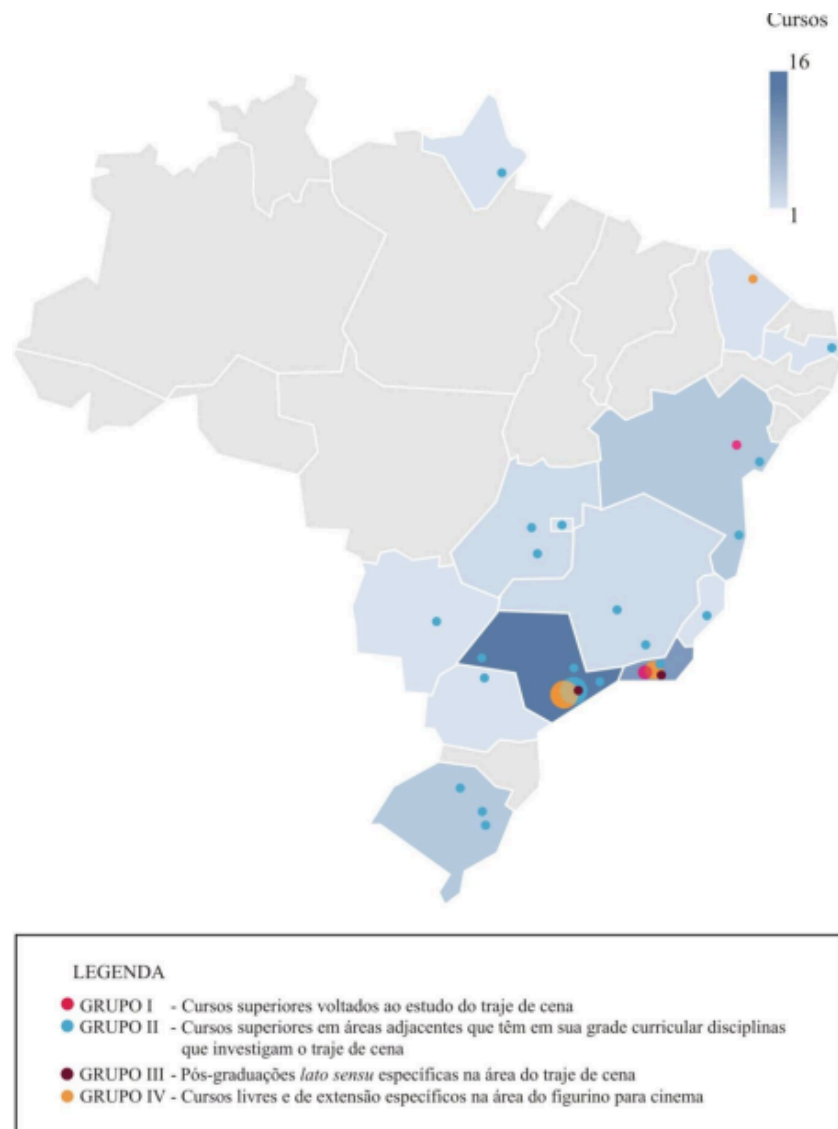 Cursos
16
1
LEGENDA
GRUPO I - Cursos superiores voltados ao estudo do traje de cena
GRUPO II - Cursos superiores em áreas adjacentes que têm em sua grade curricular disciplinas
que investigam o traje de cena
GRUPO III - Pós-graduações lato sensu específicas na área do traje de cena
GRUPO IV - Cursos livres e de extensão específicos na área do figurino para cinema